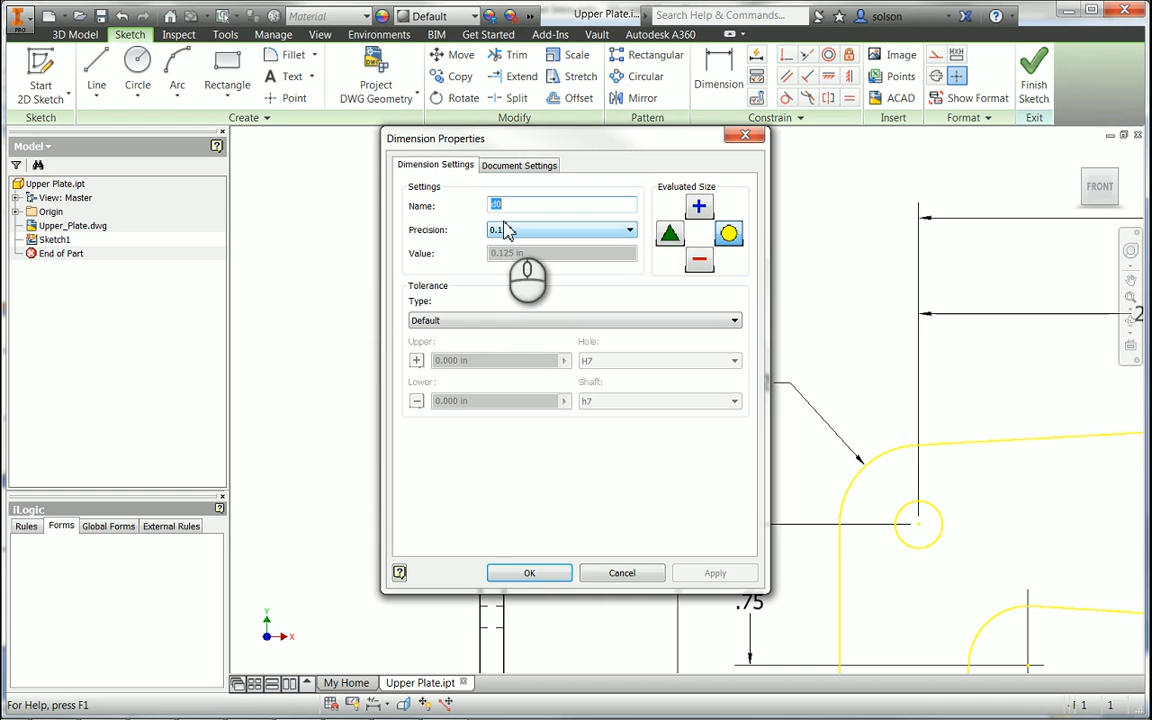 Material
Default
Upper Plate.i...
Search Help & Commands...
solson
PRO
3D Model
Sketch
Inspect
Tools
Manage
View
Environments
BIM
Get Started
Add-Ins
Vault
Autodesk A360
Start
2D Sketch
Line
Circle
Arc
Rectangle
Fillet
Text
Point
Project
DWG Geometry
Move
Copy
Rotate
Trim
Extend
Split
Scale
Stretch
Offset
Rectangular
Circular
Mirror
Dimension
Image
Points
ACAD
Show Format
Finish
Sketch
Sketch
Create
Modify
Pattern
Constrain
Insert
Format
Exit
Model
Upper Plate.ipt
View: Master
Origin
Upper_Plate.dwg
Sketch1
End of Part
iLogic
Rules
Forms
Global Forms
External Rules
Dimension Properties
Dimension Settings
Document Settings
Settings
Name:
d0
Precision:
0.1
Value:
0.125 in
Evaluated Size
Tolerance
Type:
Default
Upper:
0.000 in
Hole:
H7
Lower:
0.000 in
Shaft:
h7
OK
Cancel
Apply
FRONT
2
.75
Y
X
My Home
Upper Plate.ipt
For Help, press F1
1
1